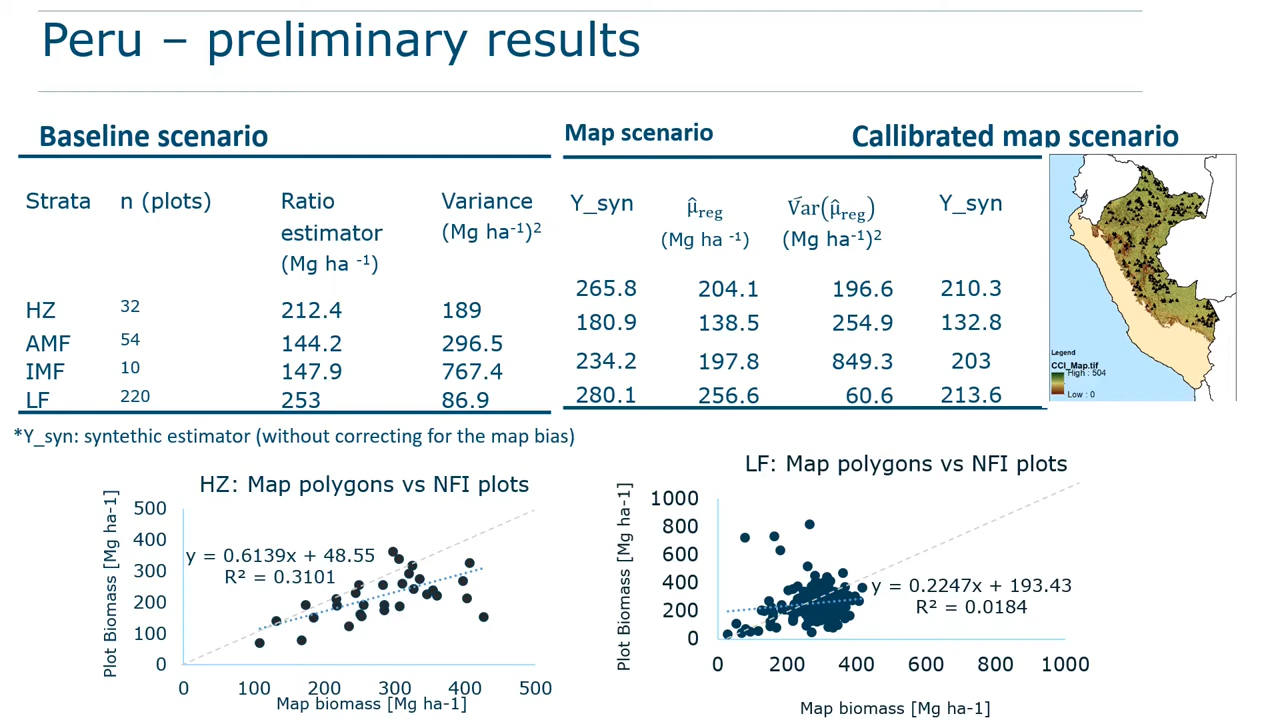 Peru – preliminary results
Baseline scenario
Map scenario
Callibrated map scenario
Strata n (plots) Ratio estimator (Mg ha -1) Variance (Mg ha-1)2
HZ 32 212.4 189
AMF 54 144.2 296.5
IMF 10 147.9 767.4
LF 220 253 86.9
Y_syn μ̂reg (Mg ha -1) V̂ar(μ̂reg) (Mg ha-1)2 Y_syn
265.8 204.1 196.6 210.3
180.9 138.5 254.9 132.8
234.2 197.8 849.3 203
280.1 256.6 60.6 213.6
Legend
CCI_Map.tif
High : 504
Low : 0
*Y_syn: syntethic estimator (without correcting for the map bias)
HZ: Map polygons vs NFI plots
Plot Biomass [Mg ha-1]
500
400
300
200
100
0
y = 0.6139x + 48.55
R² = 0.3101
0 100 200 300 400 500
Map biomass [Mg ha-1]
LF: Map polygons vs NFI plots
Plot Biomass [Mg ha-1]
1000
800
600
400
200
0
y = 0.2247x + 193.43
R² = 0.0184
0 200 400 600 800 1000
Map biomass [Mg ha-1]